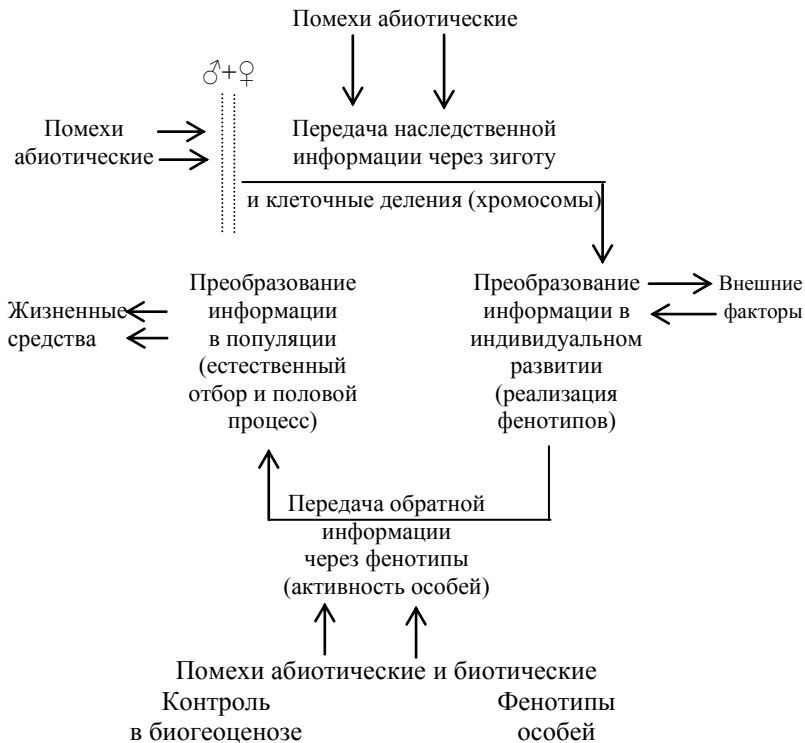 Помехи абиотические
♂+♀
Помехи
абиотические
Передача наследственной
информации через зиготу
и клеточные деления (хромосомы)
Жизненные
средства
Преобразование
информации
в популяции
(естественный
отбор и половой
процесс)
Преобразование
информации в
индивидуальном
развитии
(реализация
фенотипов)
Внешние
факторы
Передача обратной
информации
через фенотипы
(активность особей)
Помехи абиотические и биотические
Контроль
в биогеоценозе
Фенотипы
особей